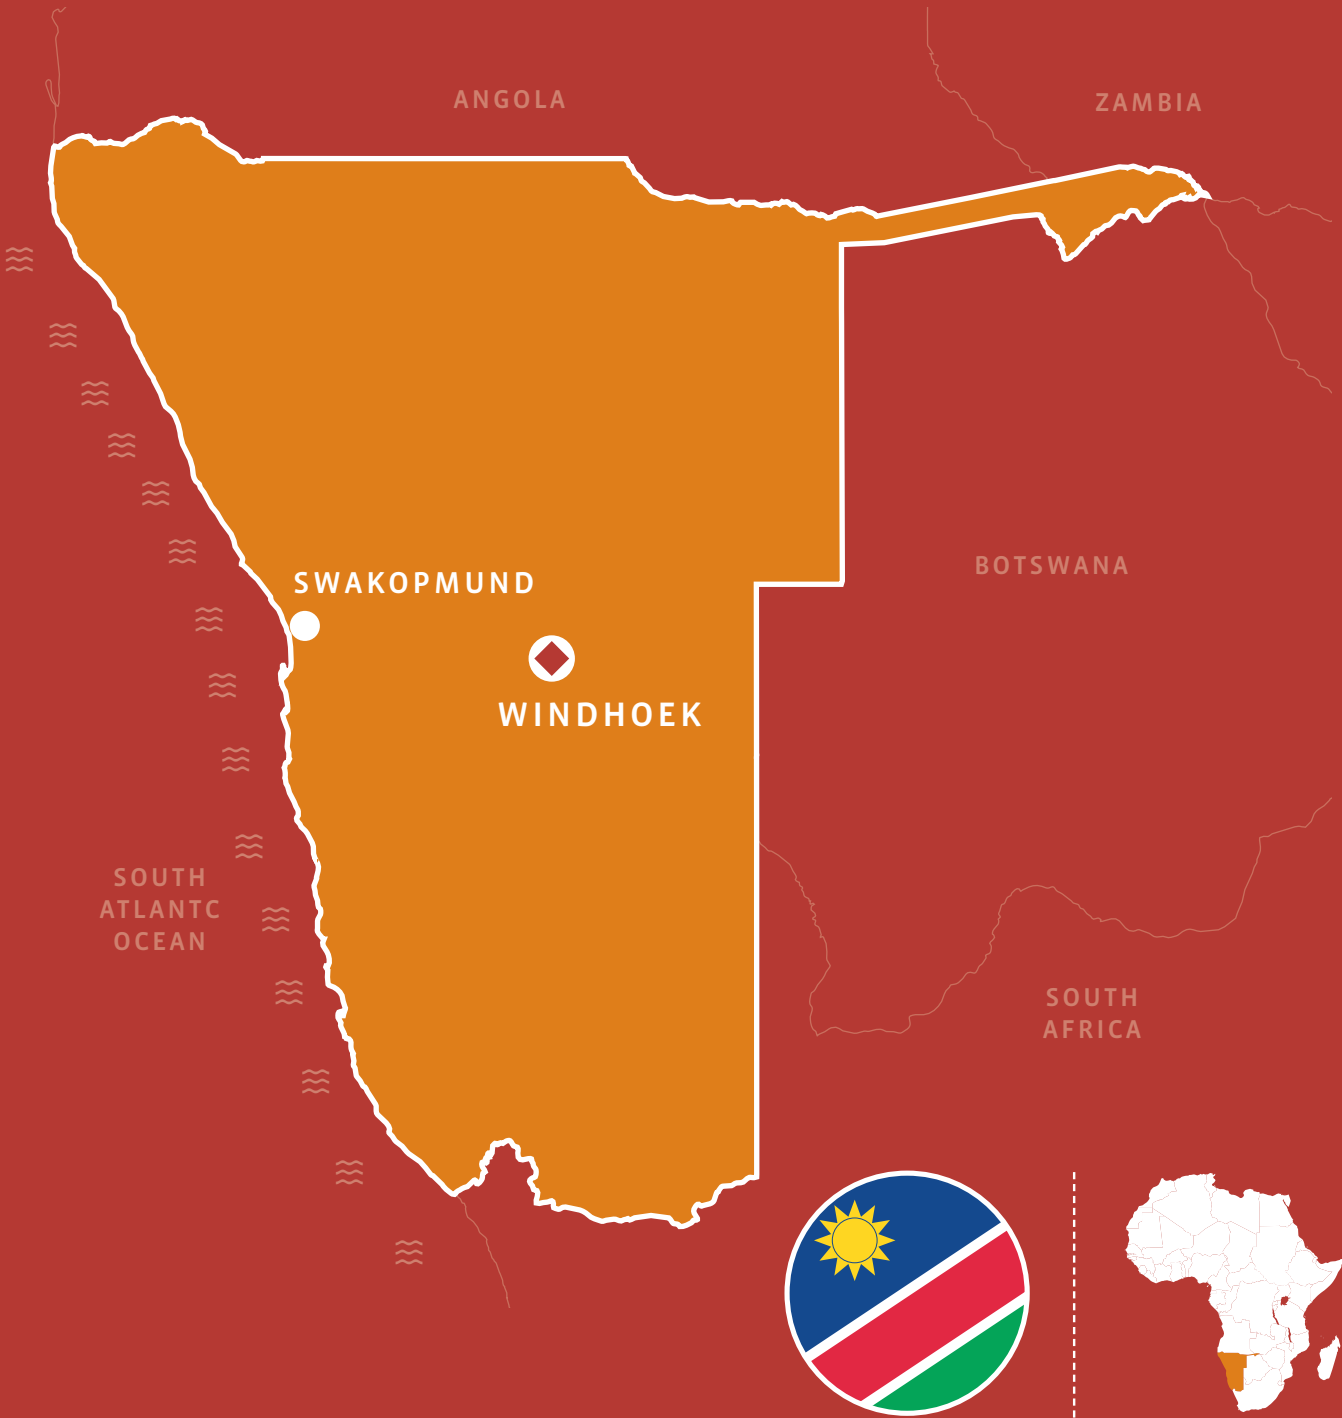 ANGOLA
ZAMBIA
BOTSWANA
SWAKOPMUND
WINDHOEK
SOUTH
ATLANTC
OCEAN
SOUTH
AFRICA